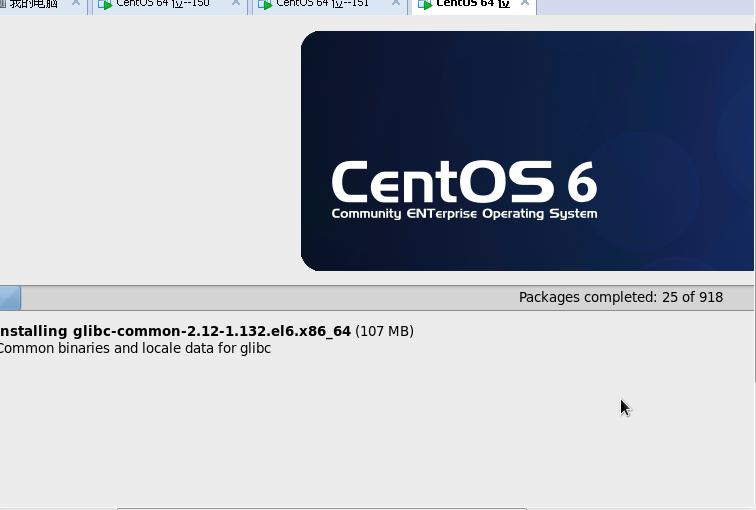 我的电脑
CentOS 64 位--150
CentOS 64 位--151
CentOS 64 位
CentOS 6
Community ENTerprise Operating System
Packages completed: 25 of 918
nstalling glibc-common-2.12-1.132.el6.x86_64 (107 MB)
Common binaries and locale data for glibc